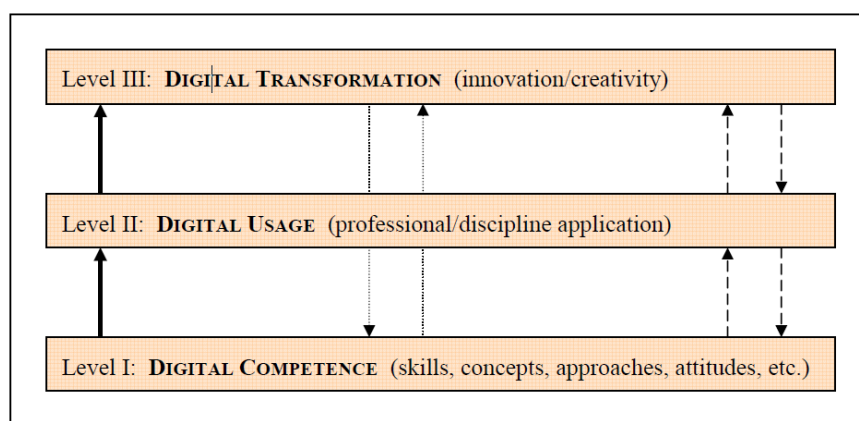 Level III: DIGITAL TRANSFORMATION (innovation/creativity)
Level II: DIGITAL USAGE (professional/discipline application)
Level I: DIGITAL COMPETENCE (skills, concepts, approaches, attitudes, etc.)